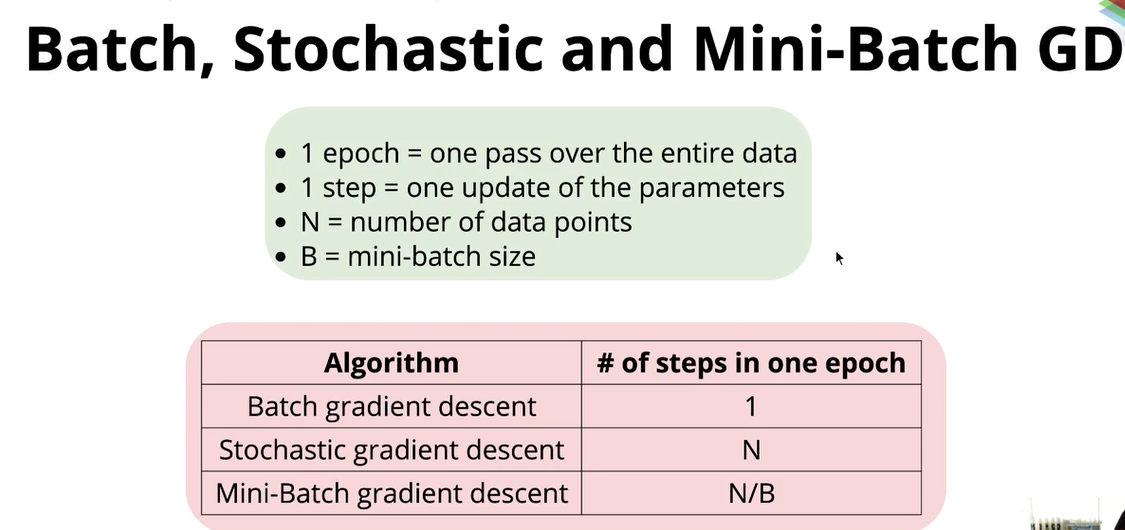 Batch, Stochastic and Mini-Batch GD
• 1 epoch = one pass over the entire data
• 1 step = one update of the parameters
• N = number of data points
• B = mini-batch size
Algorithm # of steps in one epoch
Batch gradient descent 1
Stochastic gradient descent N
Mini-Batch gradient descent N/B